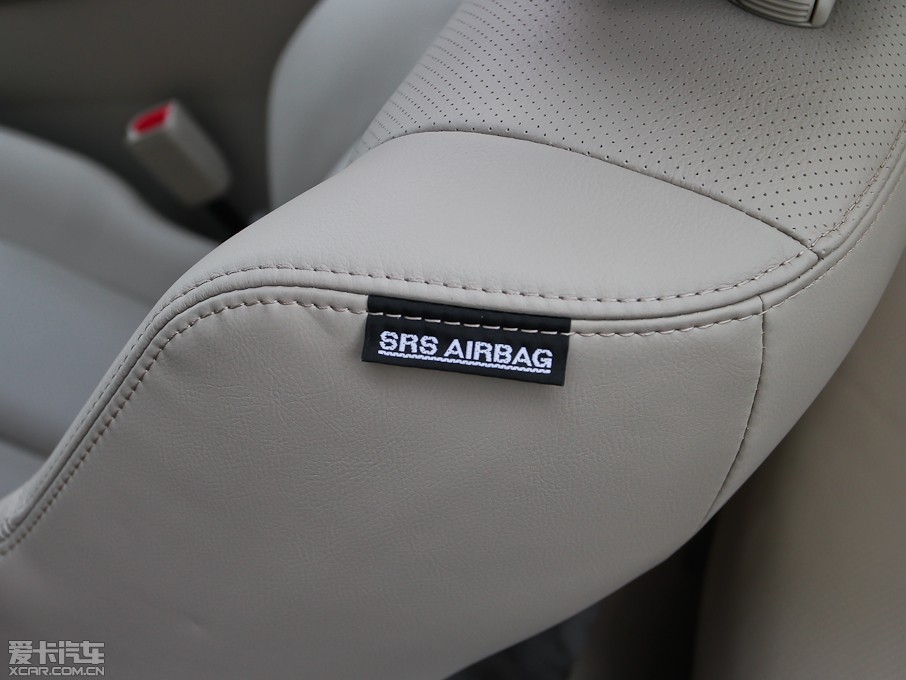 SRS AIRBAG
爱卡汽车
XCAR.COM.CN